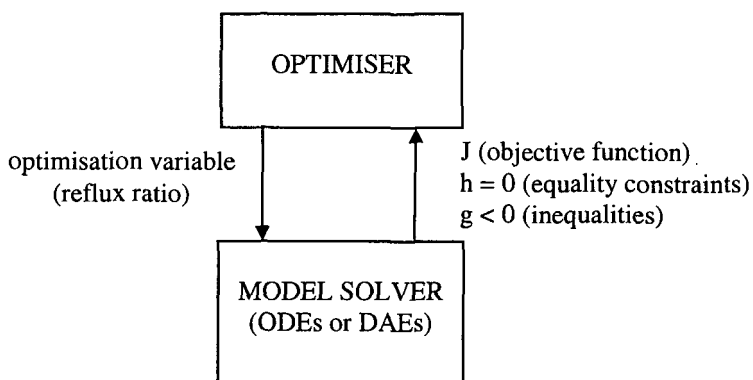 OPTIMISER
optimisation variable
(reflux ratio)
J (objective function)
h = 0 (equality constraints)
g < 0 (inequalities)
MODEL SOLVER
(ODEs or DAEs)